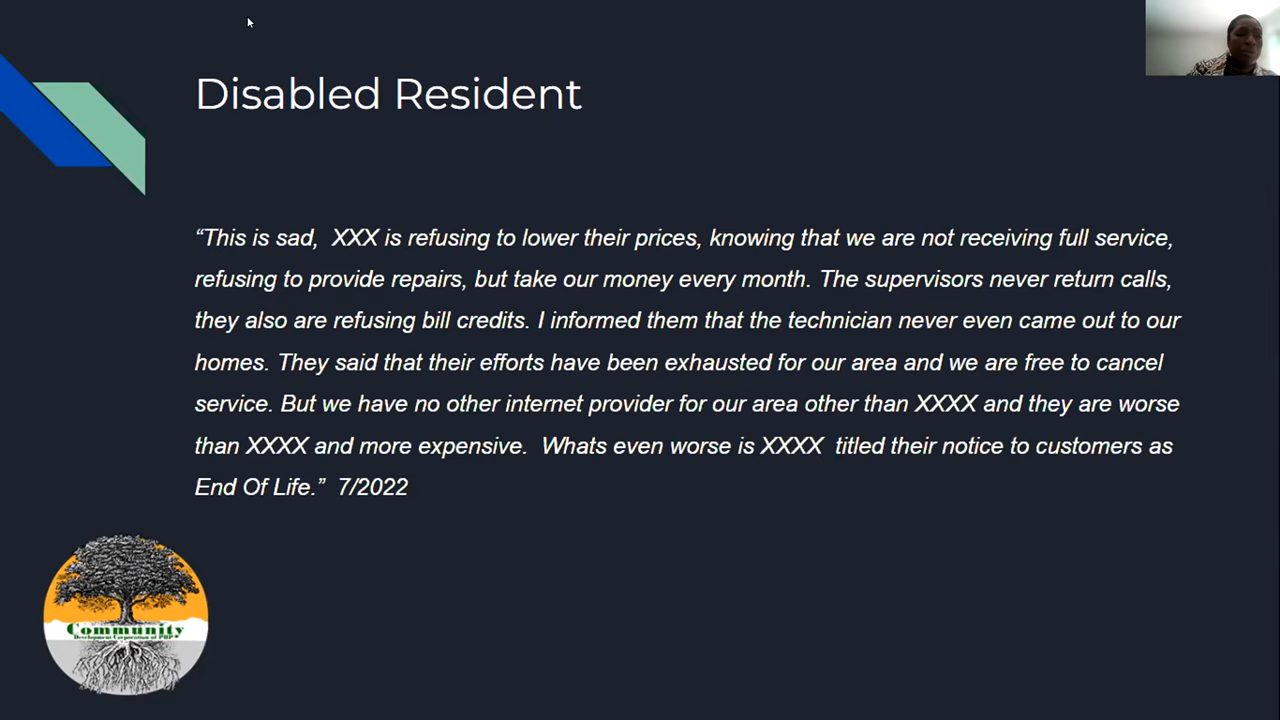 Disabled Resident
“This is sad,  XXX is refusing to lower their prices, knowing that we are not receiving full service,
refusing to provide repairs, but take our money every month. The supervisors never return calls,
they also are refusing bill credits. I informed them that the technician never even came out to our
homes. They said that their efforts have been exhausted for our area and we are free to cancel
service. But we have no other internet provider for our area other than XXXX and they are worse
than XXXX and more expensive.  Whats even worse is XXXX  titled their notice to customers as
End Of Life.”  7/2022
Community
Development Corporation of PBP